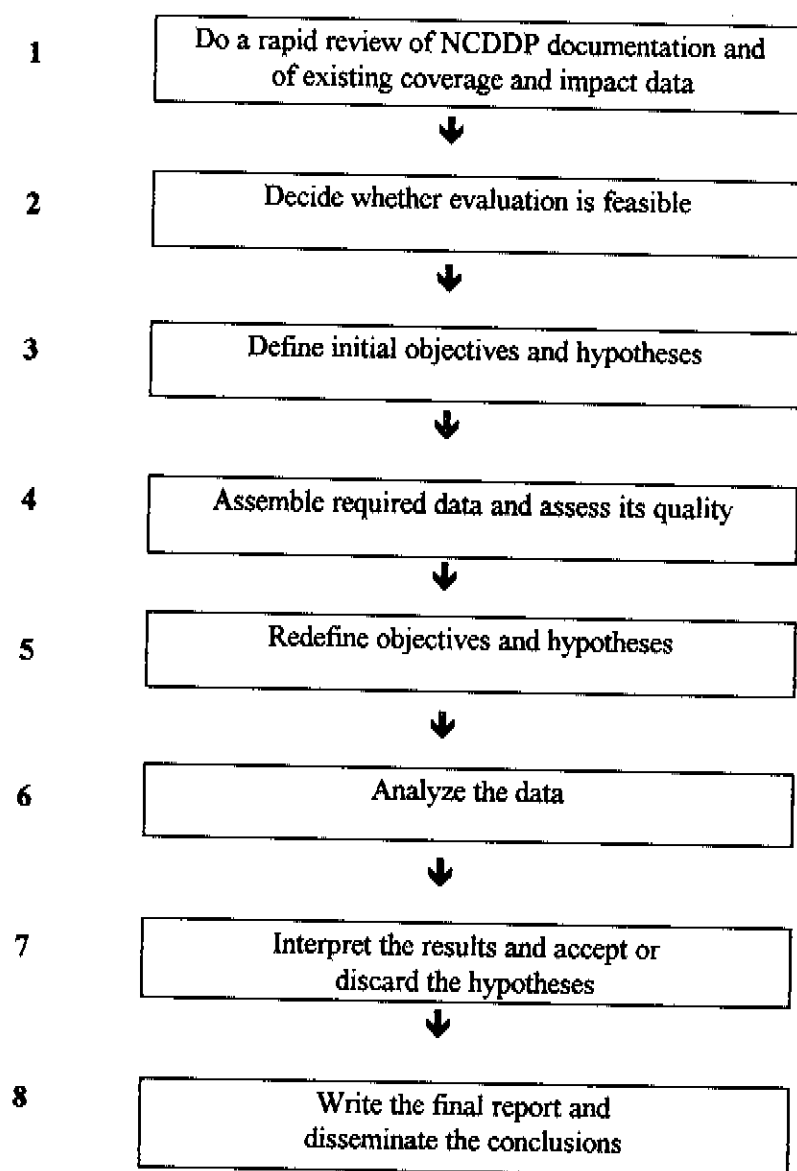 1
Do a rapid review of NCDDP documentation and
of existing coverage and impact data
2
Decide whether evaluation is feasible
3
Define initial objectives and hypotheses
4
Assemble required data and assess its quality
5
Redefine objectives and hypotheses
6
Analyze the data
7
Interpret the results and accept or
discard the hypotheses
8
Write the final report and
disseminate the conclusions